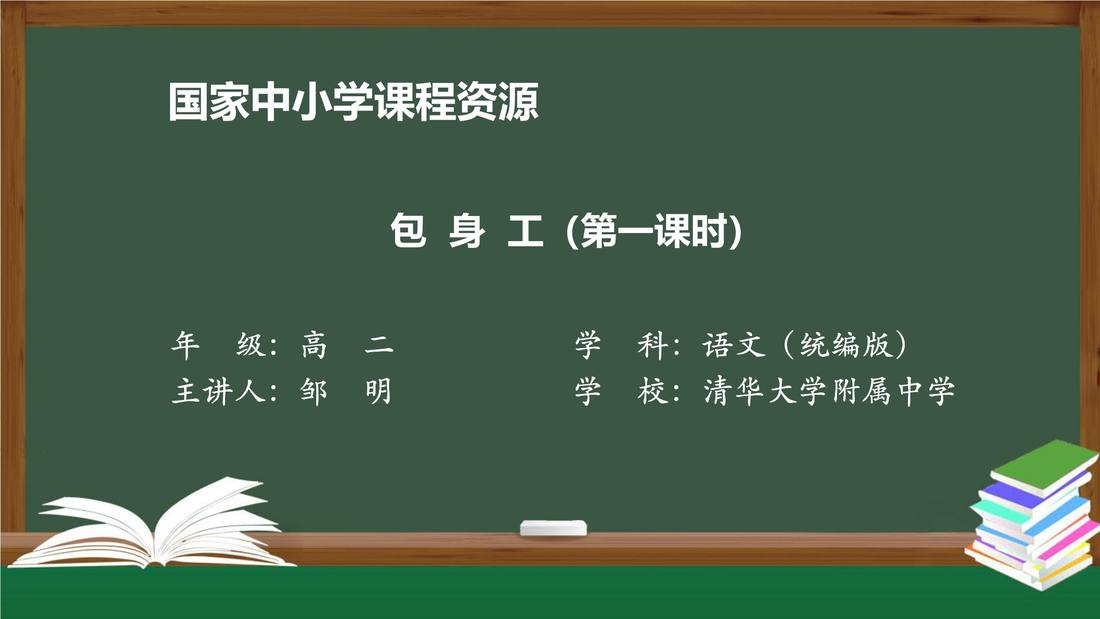 国家中小学课程资源
包 身 工（第一课时）
年 级：高 二 学 科：语文（统编版）
主讲人：邹 明 学 校：清华大学附属中学